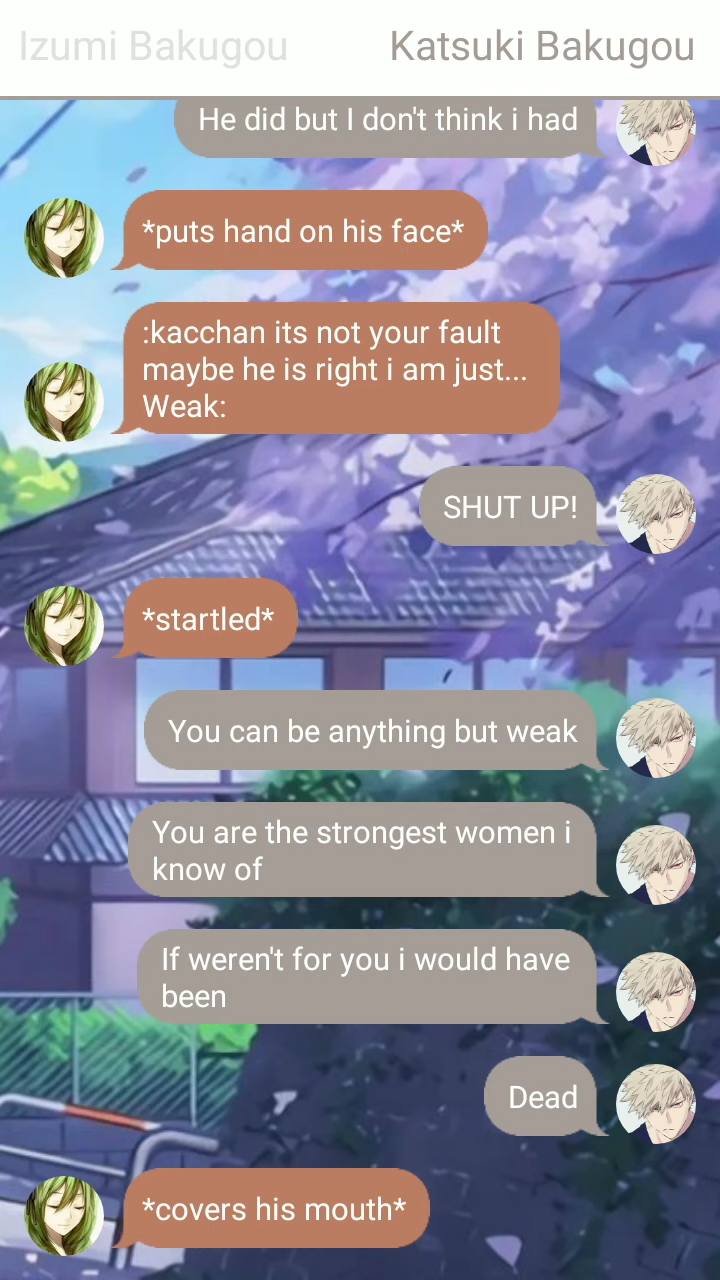 Izumi Bakugou
Katsuki Bakugou
He did but I don't think i had
*puts hand on his face*
:kacchan its not your fault
maybe he is right i am just...
Weak:
SHUT UP!
*startled*
You can be anything but weak
You are the strongest women i
know of
If weren't for you i would have
been
Dead
*covers his mouth*